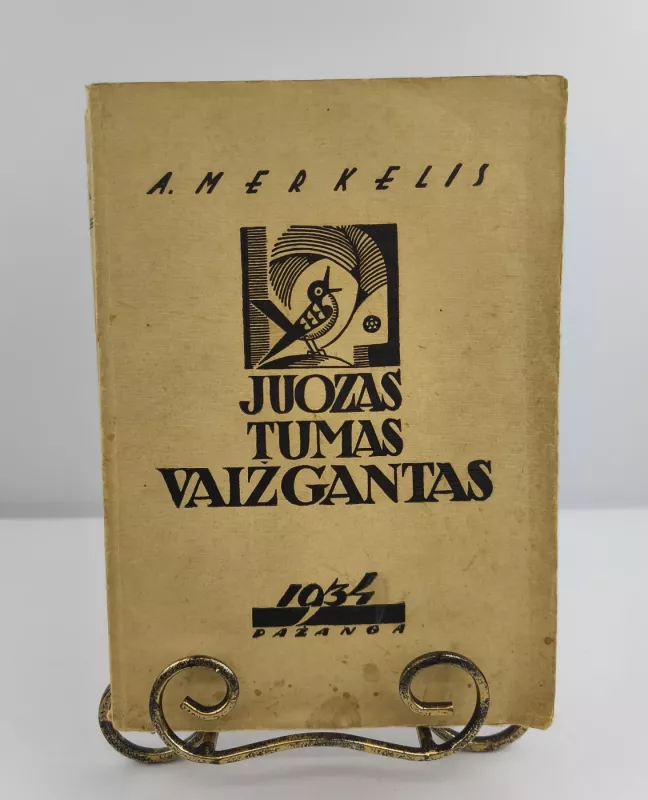 A. MERKELIS
JUOZAS
TUMAS
VAIŽGANTAS
1934
PAŽANGA